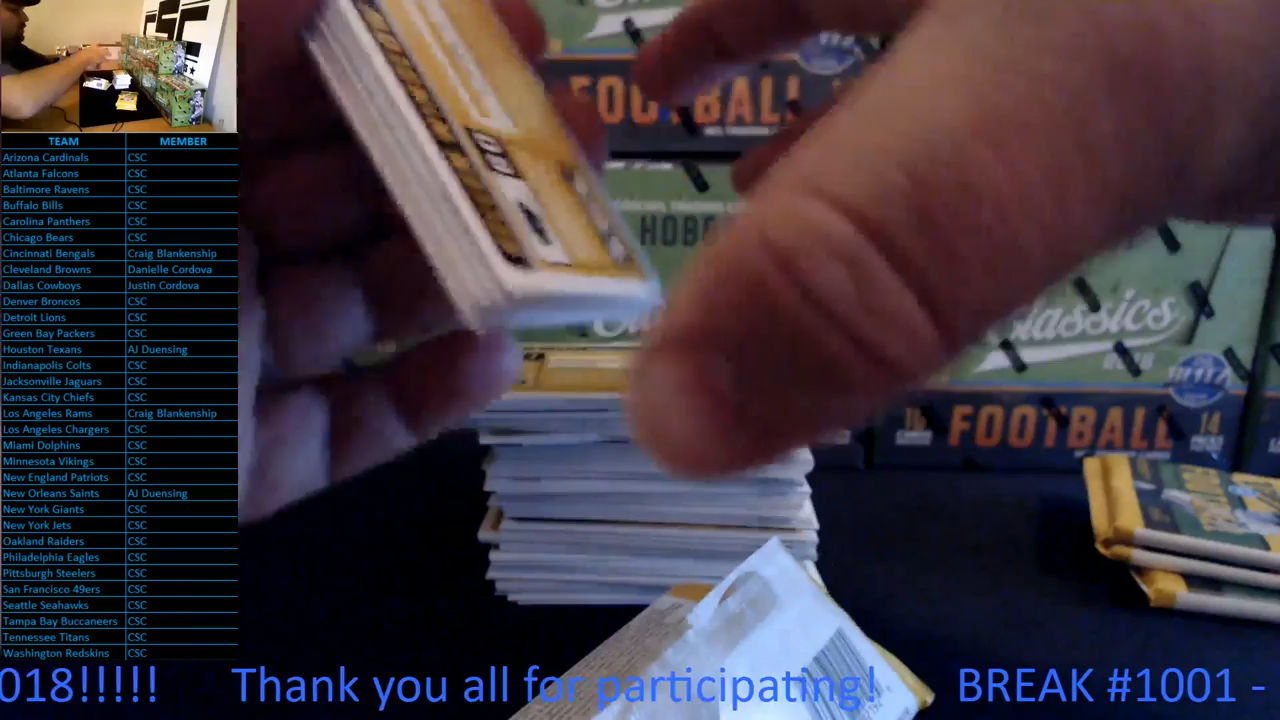 TEAM MEMBER
Arizona Cardinals CSC
Atlanta Falcons CSC
Baltimore Ravens CSC
Buffalo Bills CSC
Carolina Panthers CSC
Chicago Bears CSC
Cincinnati Bengals Craig Blankenship
Cleveland Browns Danielle Cordova
Dallas Cowboys Justin Cordova
Denver Broncos CSC
Detroit Lions CSC
Green Bay Packers CSC
Houston Texans AJ Duensing
Indianapolis Colts CSC
Jacksonville Jaguars CSC
Kansas City Chiefs CSC
Los Angeles Rams Craig Blankenship
Los Angeles Chargers CSC
Miami Dolphins CSC
Minnesota Vikings CSC
New England Patriots CSC
New Orleans Saints AJ Duensing
New York Giants CSC
New York Jets CSC
Oakland Raiders CSC
Philadelphia Eagles CSC
Pittsburgh Steelers CSC
San Francisco 49ers CSC
Seattle Seahawks CSC
Tampa Bay Buccaneers CSC
Tennessee Titans CSC
Washington Redskins CSC
FOOTBALL
Classics
FOOTBALL
14
018!!!!! Thank you all for participating! BREAK #1001 -